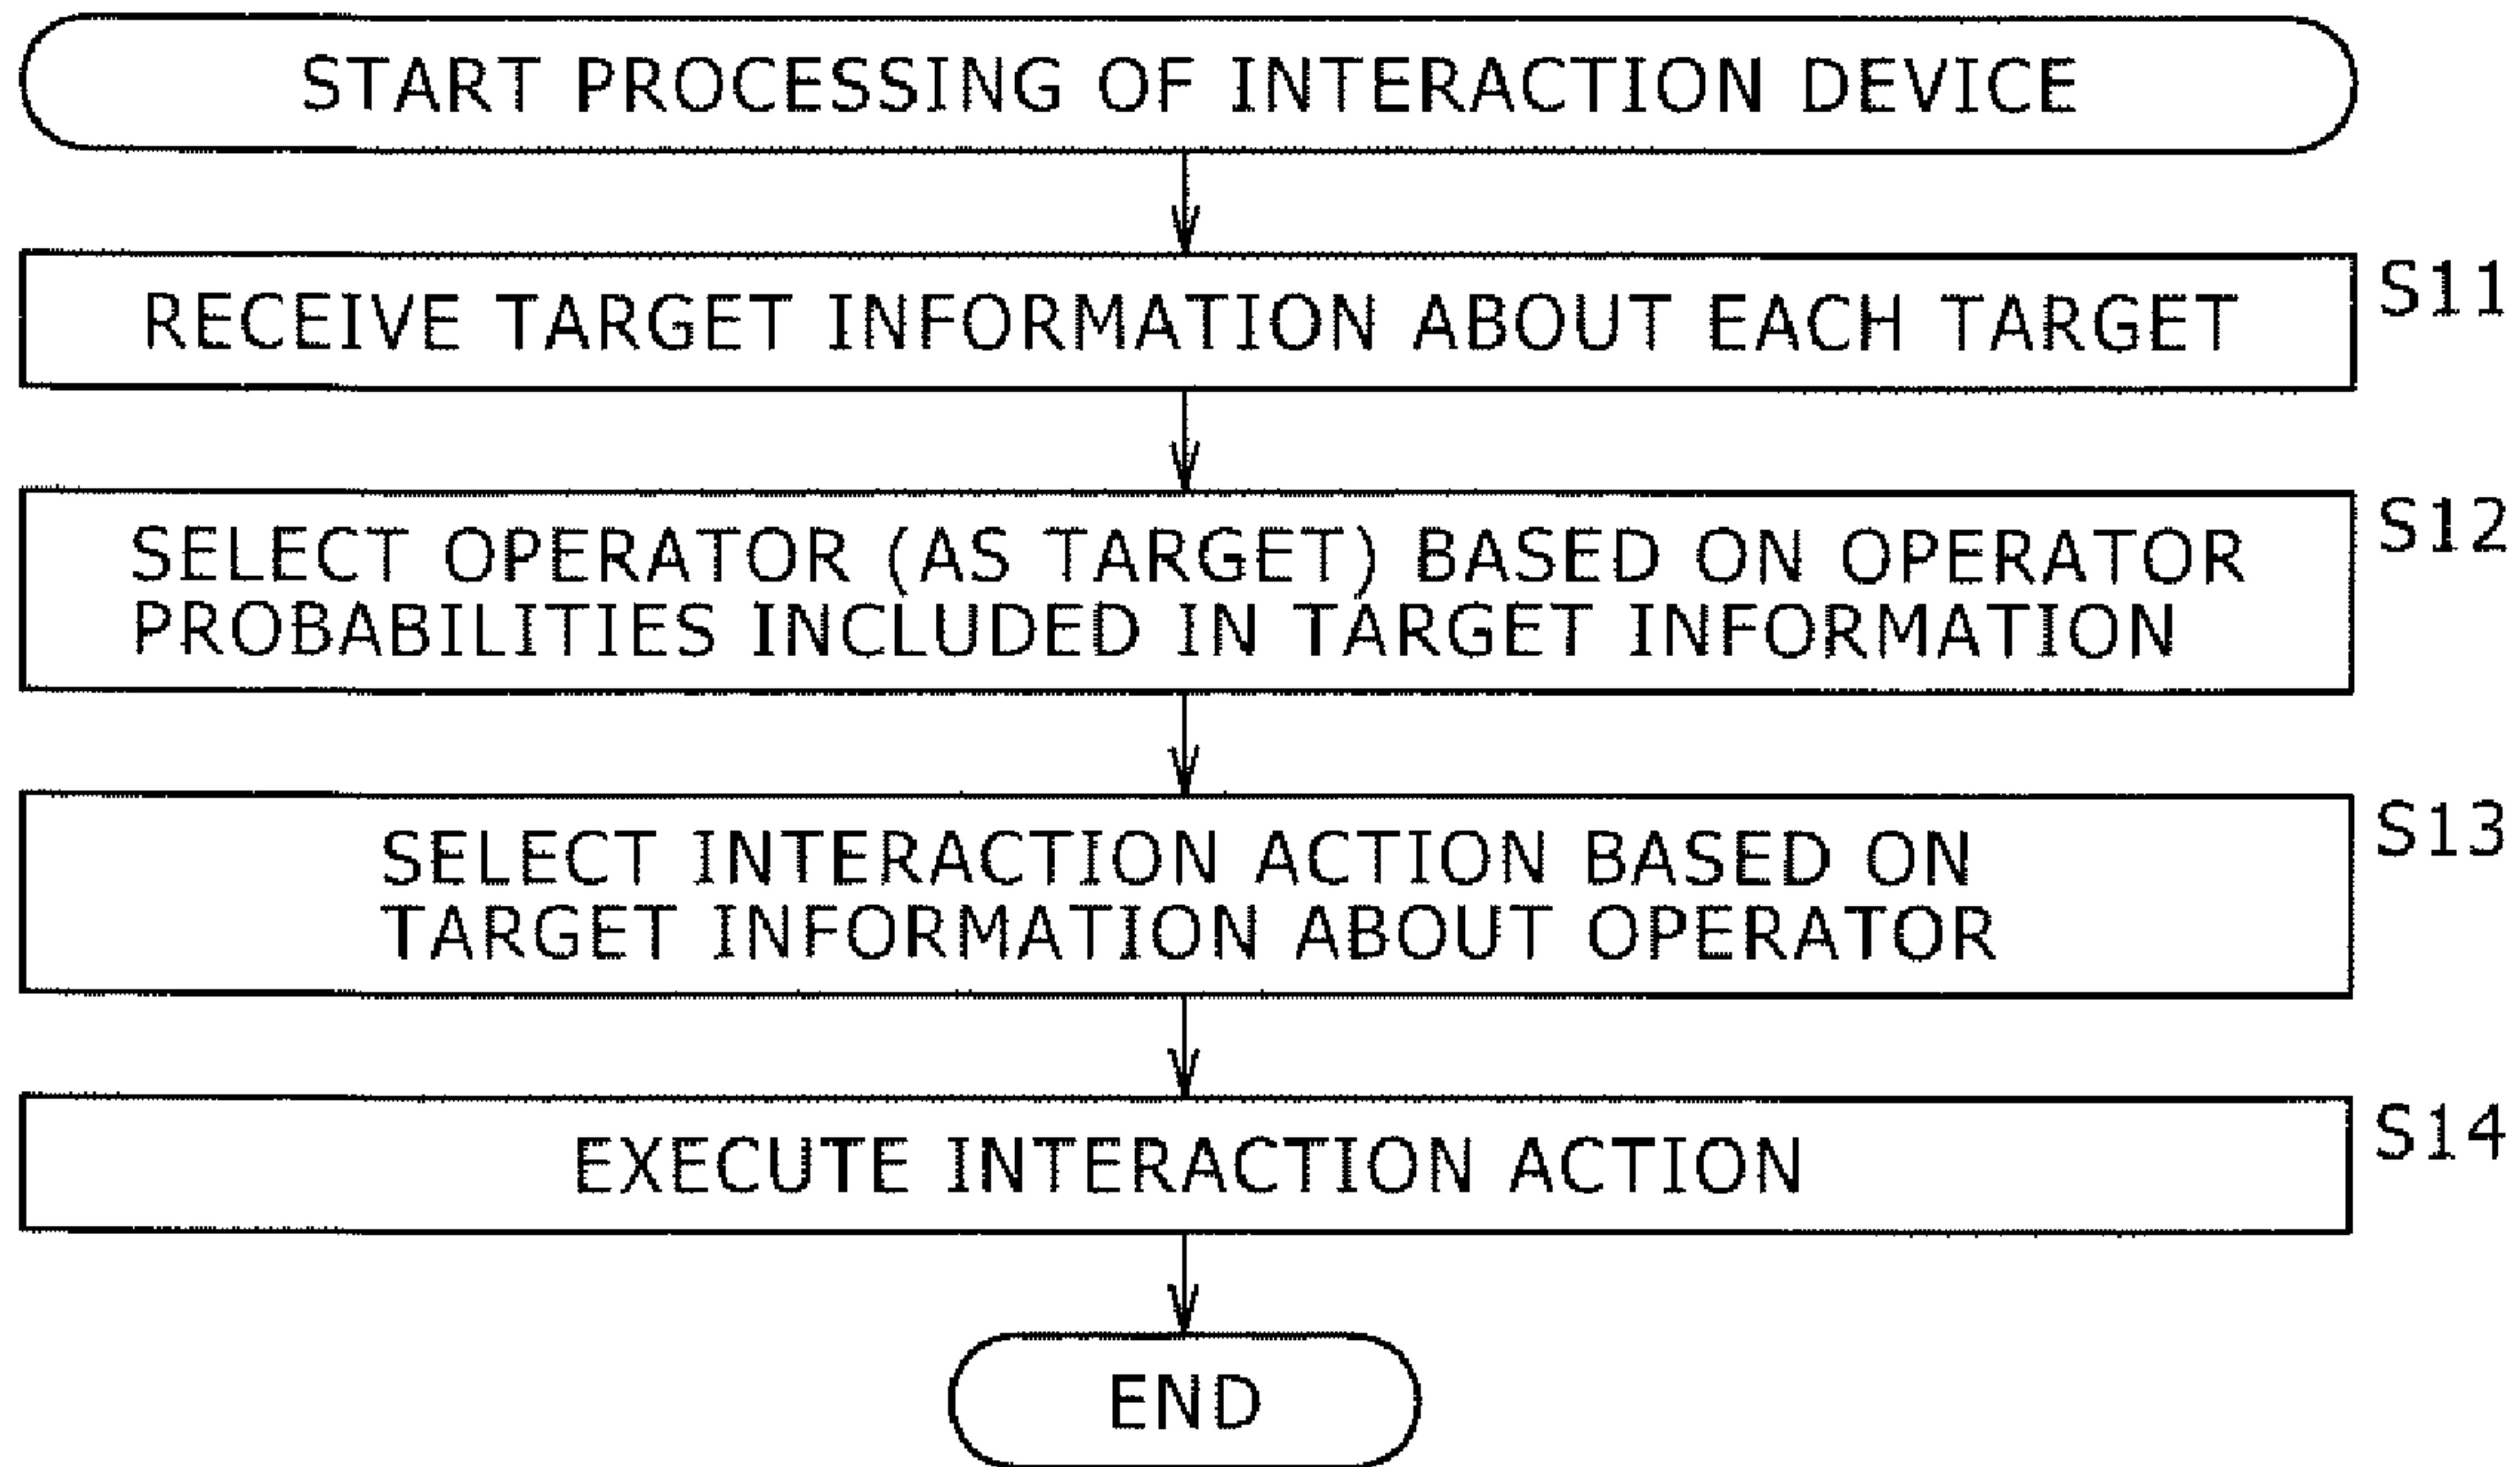 START PROCESSING OF INTERACTION DEVICE
RECEIVE TARGET INFORMATION ABOUT EACH TARGET
S11
SELECT OPERATOR (AS TARGET) BASED ON OPERATOR
PROBABILITIES INCLUDED IN TARGET INFORMATION
S12
SELECT INTERACTION ACTION BASED ON
TARGET INFORMATION ABOUT OPERATOR
S13
EXECUTE INTERACTION ACTION
S14
END